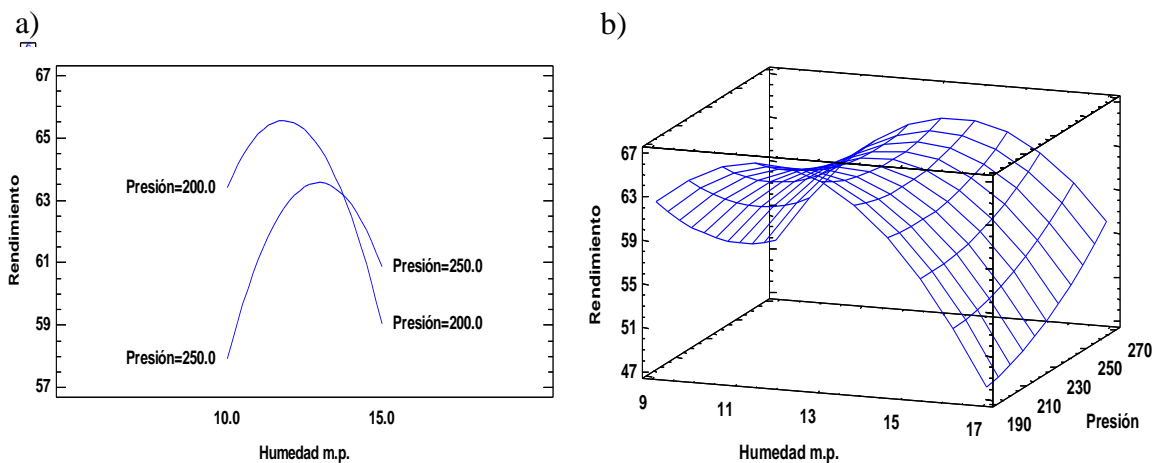 a)
67
65
63
61
59
57
Rendimiento
Presión=200.0
Presión=250.0
Presión=250.0
Presión=200.0
10.0
15.0
Humedad m.p.
b)
67
63
59
55
51
47
Rendimiento
9
11
13
15
17
Humedad m.p.
190
210
230
250
270
Presión